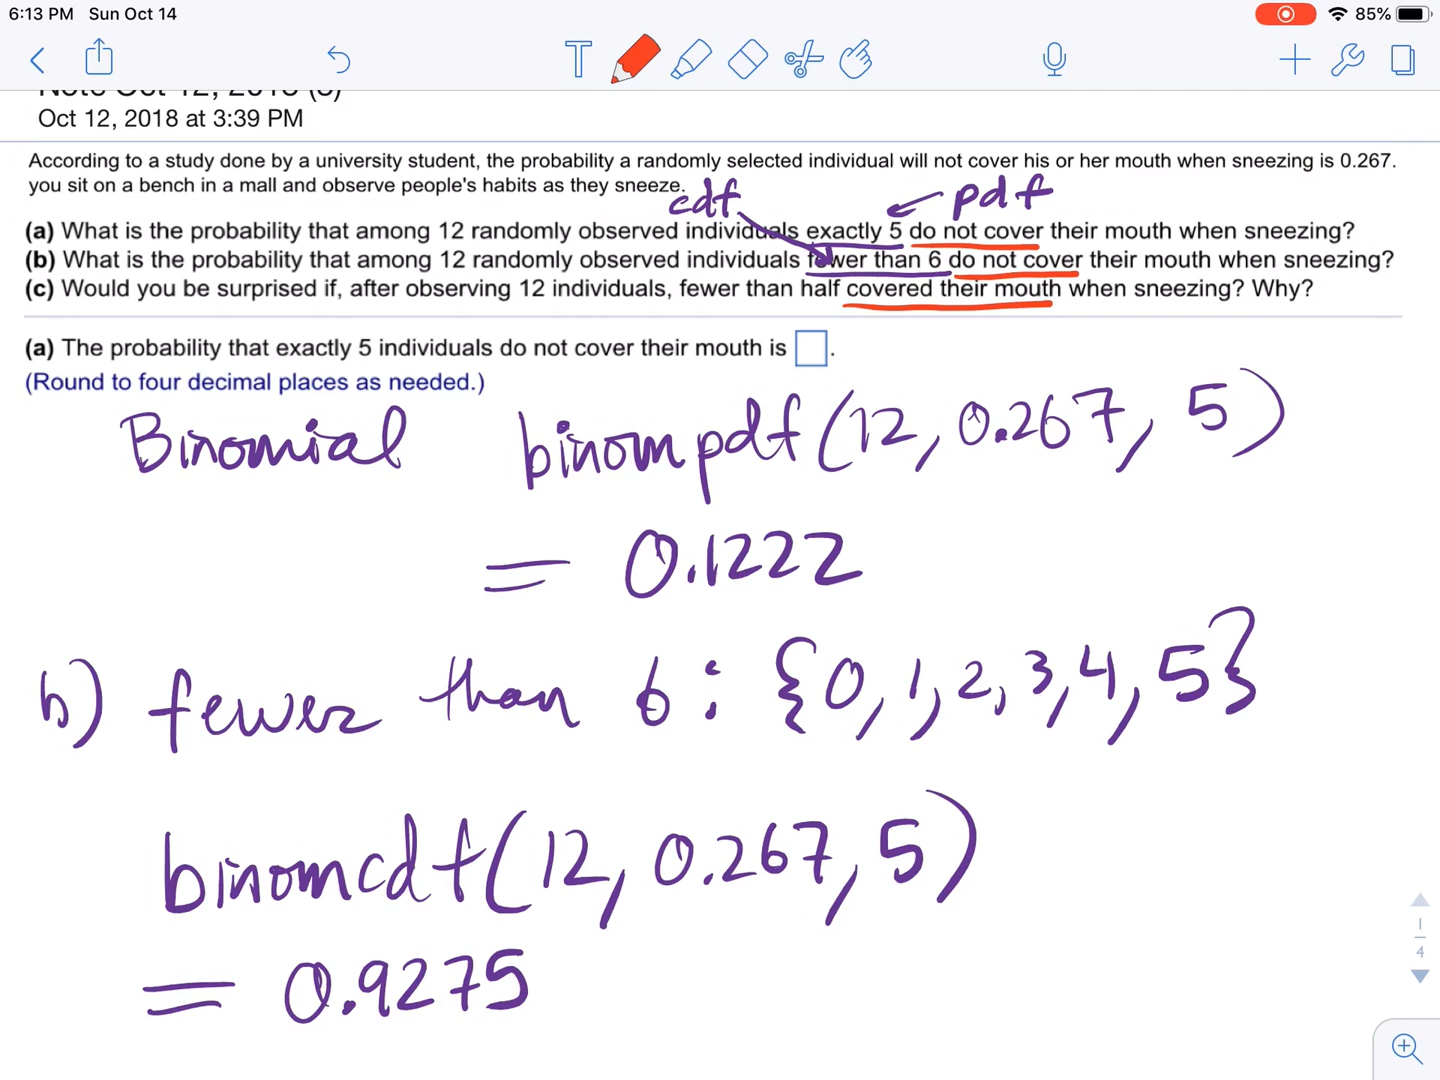 6:13 PM Sun Oct 14 85%
T
Note Oct 12, 2018 (3)
Oct 12, 2018 at 3:39 PM
According to a study done by a university student, the probability a randomly selected individual will not cover his or her mouth when sneezing is 0.267.
you sit on a bench in a mall and observe people's habits as they sneeze.
cdf pdf
(a) What is the probability that among 12 randomly observed individuals exactly 5 do not cover their mouth when sneezing?
(b) What is the probability that among 12 randomly observed individuals fewer than 6 do not cover their mouth when sneezing?
(c) Would you be surprised if, after observing 12 individuals, fewer than half covered their mouth when sneezing? Why?
(a) The probability that exactly 5 individuals do not cover their mouth is .
(Round to four decimal places as needed.)
Binomial binompdf(12, 0.267, 5)
= 0.1222
b) fewer than 6 : {0, 1, 2, 3, 4, 5}
binomcdf(12, 0.267, 5)
= 0.9275
1
4